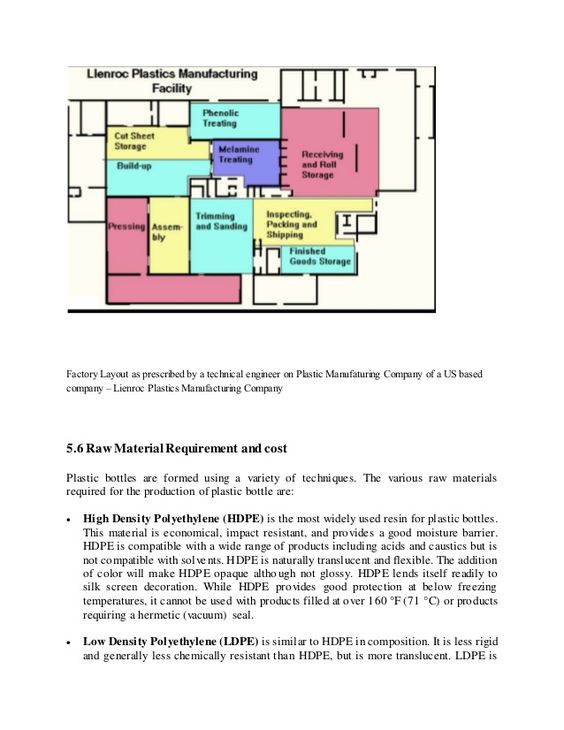 Llenroc Plastics Manufacturing
Facility
Phenolic
Treating
Cut Sheet
Storage
Melamine
Treating
Receiving
and Roll
Storage
Build-up
Pressing
Assem-
bly
Trimming
and Sanding
Inspecting,
Packing and
Shipping
Finished
Goods Storage
Factory Layout as prescribed by a technical engineer on Plastic Manufaturing Company of a US based
company – Lienroc Plastics Manufacturing Company
5.6 Raw Material Requirement and cost
Plastic bottles are formed using a variety of techniques. The various raw materials
required for the production of plastic bottle are:
• High Density Polyethylene (HDPE) is the most widely used resin for plastic bottles.
This material is economical, impact resistant, and provides a good moisture barrier.
HDPE is compatible with a wide range of products including acids and caustics but is
not compatible with solvents. HDPE is naturally translucent and flexible. The addition
of color will make HDPE opaque although not glossy. HDPE lends itself readily to
silk screen decoration. While HDPE provides good protection at below freezing
temperatures, it cannot be used with products filled at over 160 °F (71 °C) or products
requiring a hermetic (vacuum) seal.
• Low Density Polyethylene (LDPE) is similar to HDPE in composition. It is less rigid
and generally less chemically resistant than HDPE, but is more translucent. LDPE is